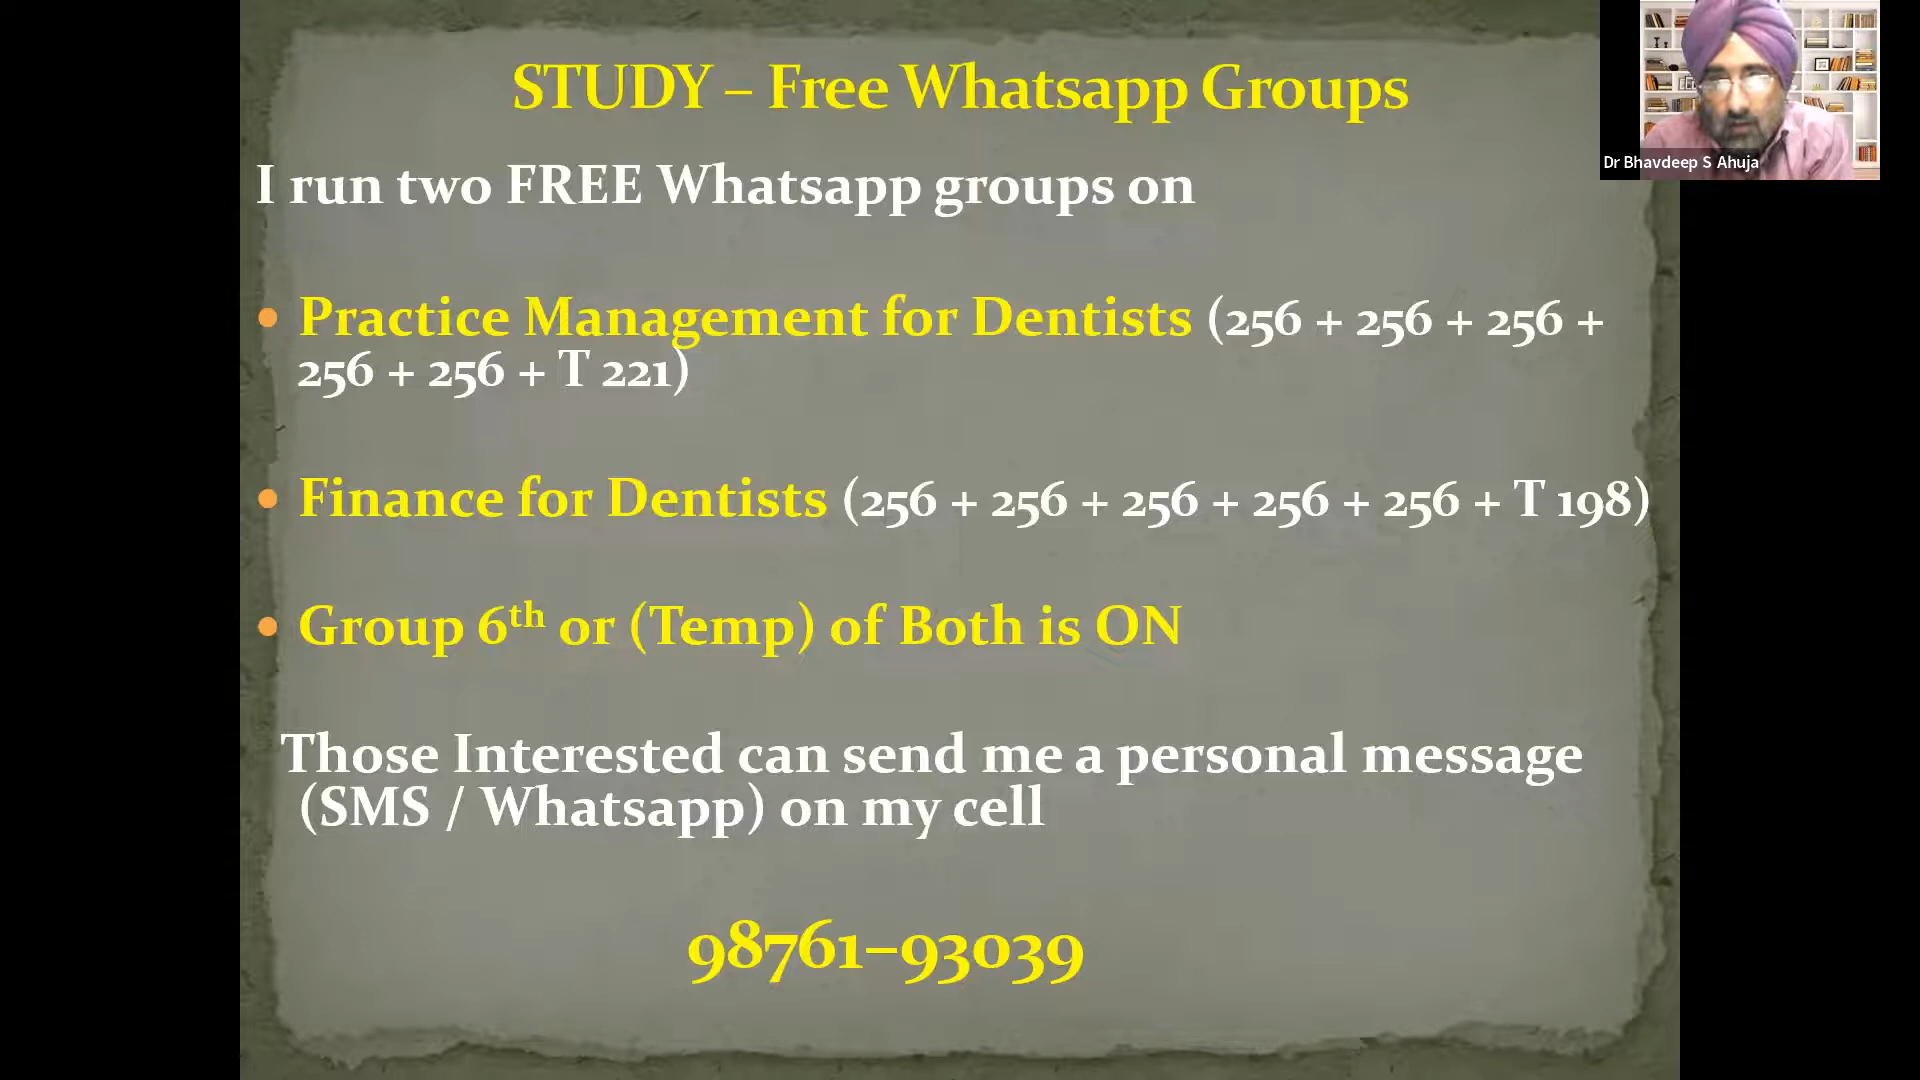 STUDY – Free Whatsapp Groups
Dr Bhavdeep S Ahuja
I run two FREE Whatsapp groups on
• Practice Management for Dentists (256 + 256 + 256 +
256 + 256 + T 221)
• Finance for Dentists (256 + 256 + 256 + 256 + 256 + T 198)
• Group 6th or (Temp) of Both is ON
Those Interested can send me a personal message
(SMS / Whatsapp) on my cell
98761–93039